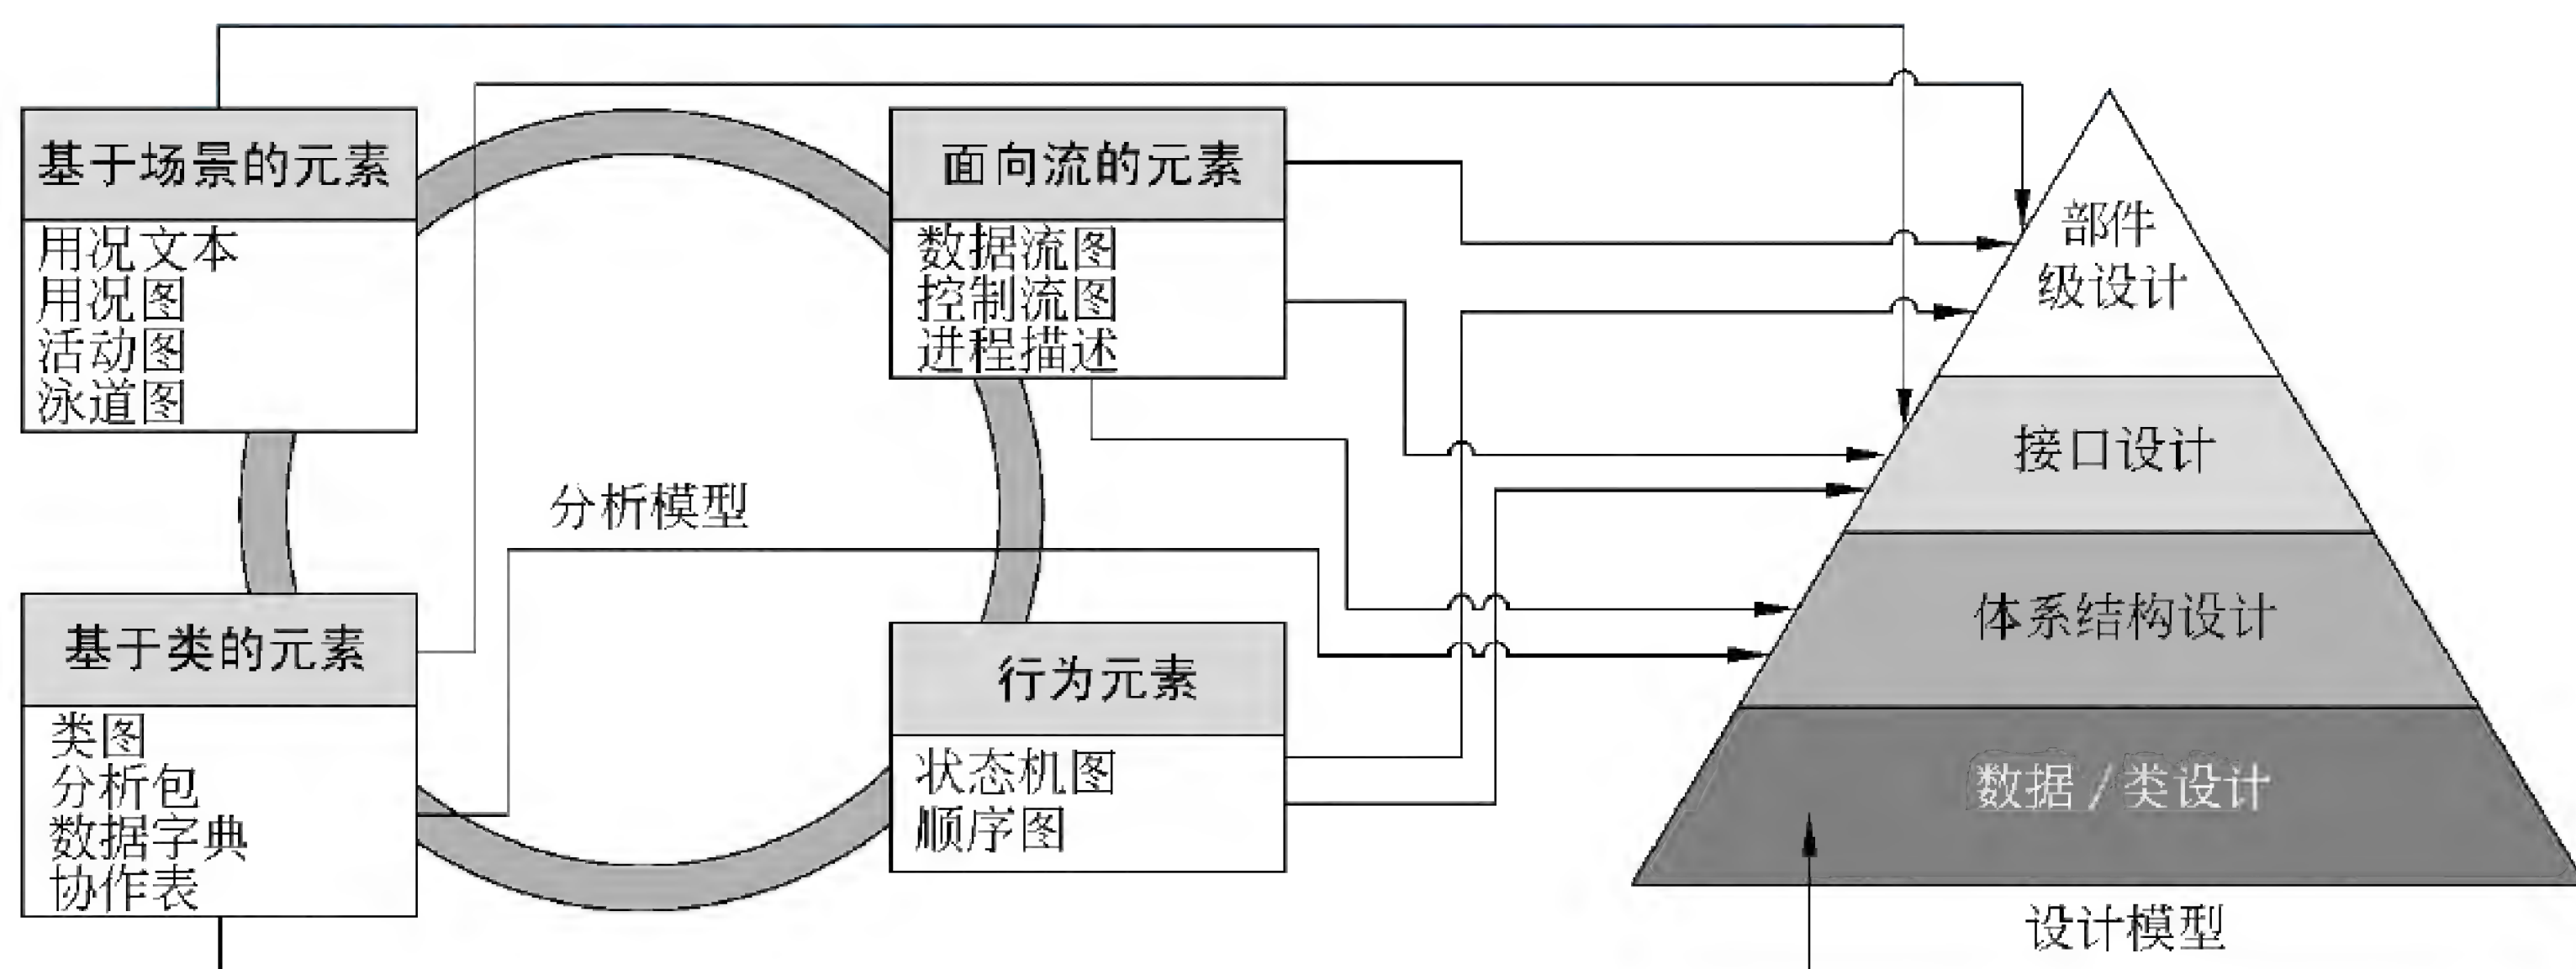 基于场景的元素
用况文本
用况图
活动图
泳道图
面向流的元素
数据流图
控制流图
进程描述
分析模型
基于类的元素
类图
分析包
数据字典
协作表
行为元素
状态机图
顺序图
部件
级设计
接口设计
体系结构设计
数据/类设计
设计模型